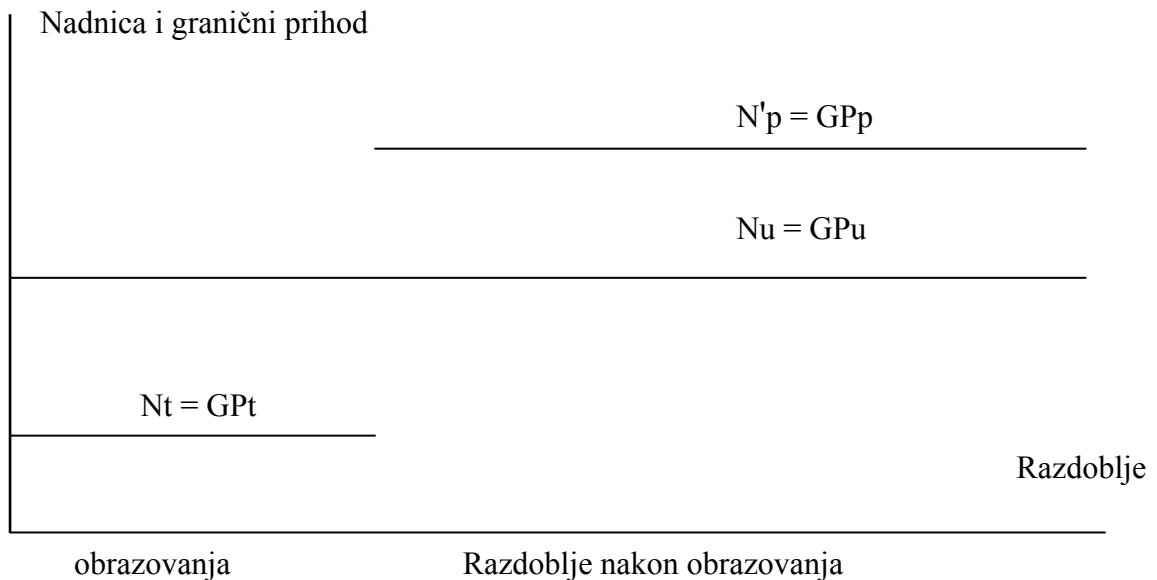 Nadnica i granični prihod
N'p = GPp
Nu = GPu
Nt = GPt
Razdoblje
obrazovanja
Razdoblje nakon obrazovanja